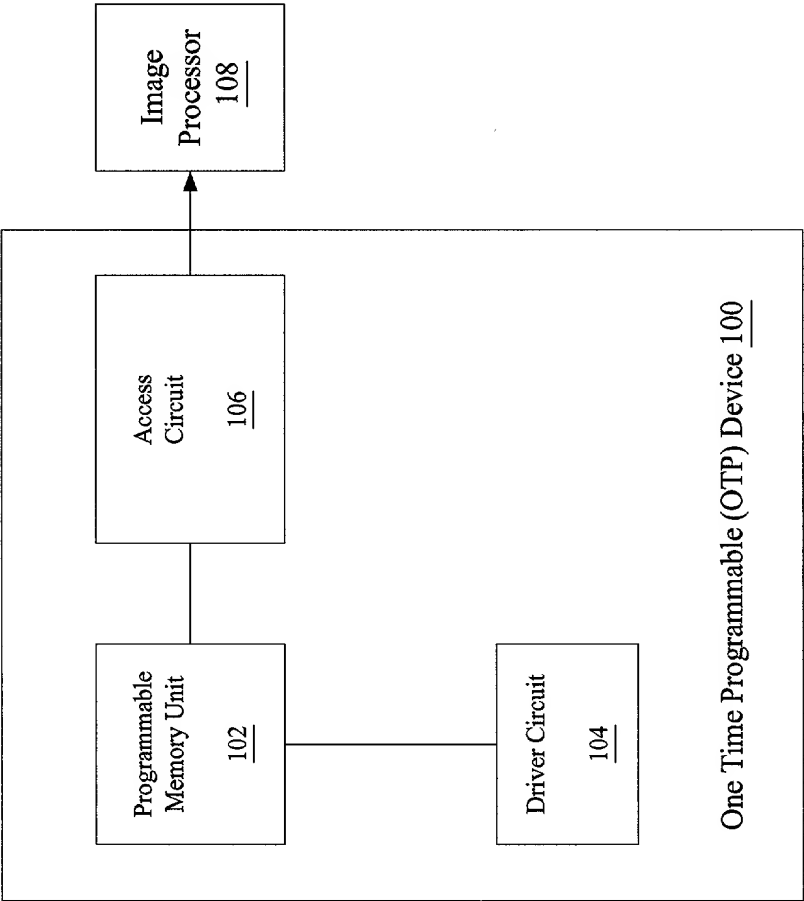 Programmable
Memory Unit
102
Access
Circuit
106
Image
Processor
108
Driver Circuit
104
One Time Programmable (OTP) Device 100